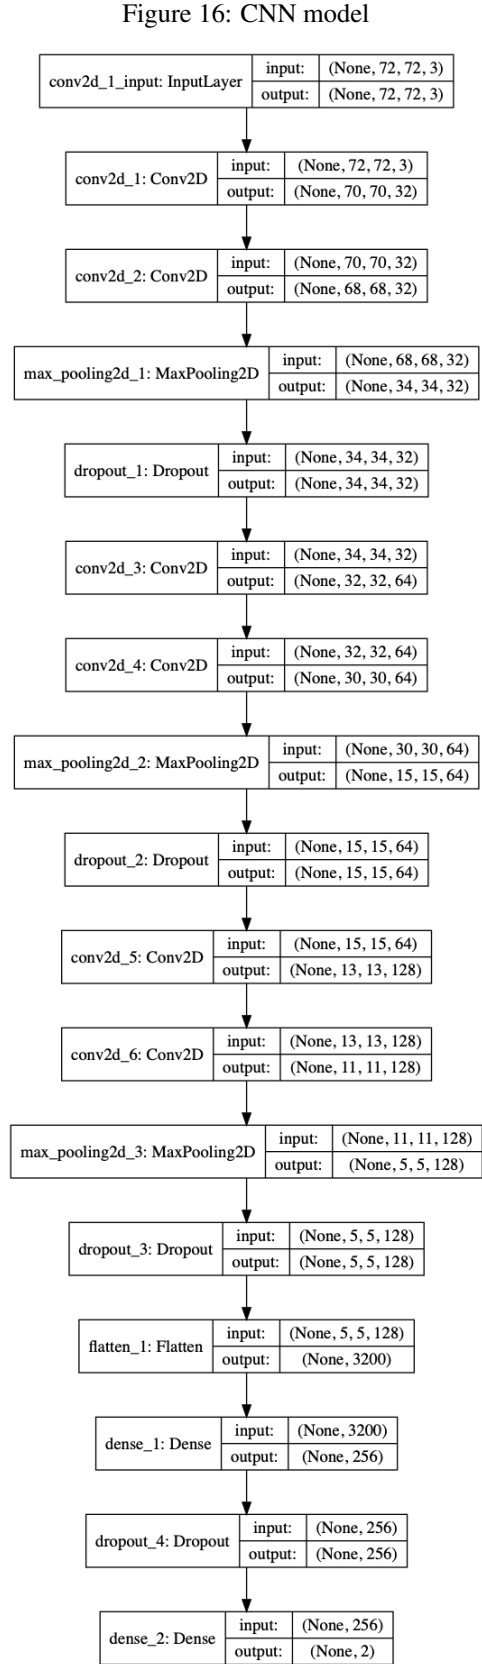 Figure 16: CNN model
conv2d_1_input: InputLayer
input: (None, 72, 72, 3)
output: (None, 72, 72, 3)
conv2d_1: Conv2D
input: (None, 72, 72, 3)
output: (None, 70, 70, 32)
conv2d_2: Conv2D
input: (None, 70, 70, 32)
output: (None, 68, 68, 32)
max_pooling2d_1: MaxPooling2D
input: (None, 68, 68, 32)
output: (None, 34, 34, 32)
dropout_1: Dropout
input: (None, 34, 34, 32)
output: (None, 34, 34, 32)
conv2d_3: Conv2D
input: (None, 34, 34, 32)
output: (None, 32, 32, 64)
conv2d_4: Conv2D
input: (None, 32, 32, 64)
output: (None, 30, 30, 64)
max_pooling2d_2: MaxPooling2D
input: (None, 30, 30, 64)
output: (None, 15, 15, 64)
dropout_2: Dropout
input: (None, 15, 15, 64)
output: (None, 15, 15, 64)
conv2d_5: Conv2D
input: (None, 15, 15, 64)
output: (None, 13, 13, 128)
conv2d_6: Conv2D
input: (None, 13, 13, 128)
output: (None, 11, 11, 128)
max_pooling2d_3: MaxPooling2D
input: (None, 11, 11, 128)
output: (None, 5, 5, 128)
dropout_3: Dropout
input: (None, 5, 5, 128)
output: (None, 5, 5, 128)
flatten_1: Flatten
input: (None, 5, 5, 128)
output: (None, 3200)
dense_1: Dense
input: (None, 3200)
output: (None, 256)
dropout_4: Dropout
input: (None, 256)
output: (None, 256)
dense_2: Dense
input: (None, 256)
output: (None, 2)